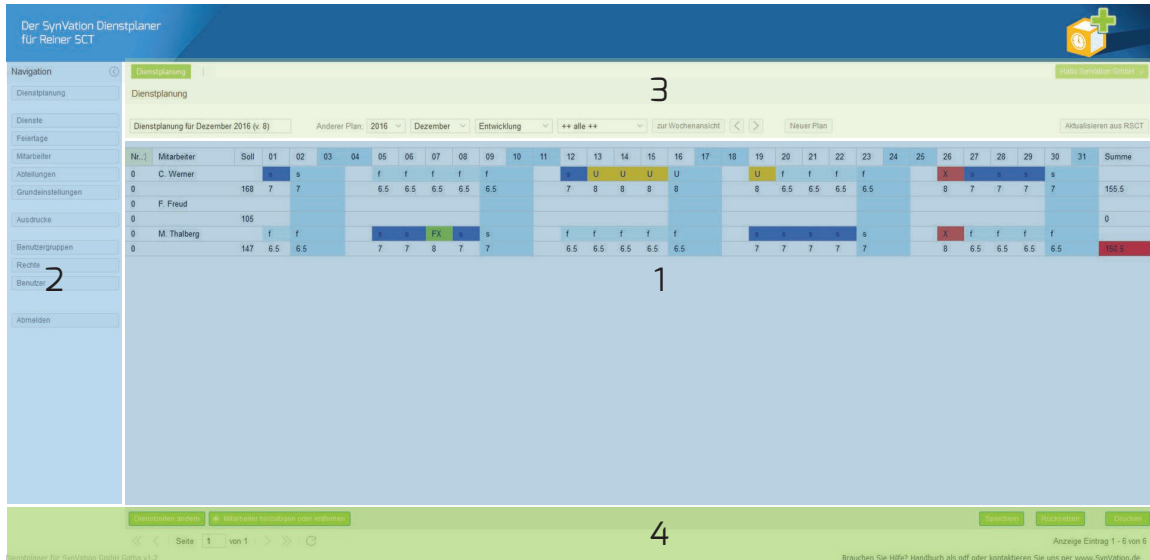 Der SynVation Dienstplaner
für Reiner SCT
Navigation
Dienstplanung
Dienste
Feiertage
Mitarbeiter
Abteilungen
Grundeinstellungen
Ausdrucke
Benutzergruppen
Rechte
Benutzer
Abmelden
2
Dienstplanung
Dienstplanung
3
Dienstplanung für Dezember 2016 (v. 8) Anderer Plan: 2016 Dezember Entwicklung ++ alle ++ zur Wochenansicht < > Neuer Plan Aktualisieren aus RSCT
Nr. Mitarbeiter Soll 01 02 03 04 05 06 07 08 09 10 11 12 13 14 15 16 17 18 19 20 21 22 23 24 25 26 27 28 29 30 31 Summe
0 C. Werner s s f f f f f s U U U U U f f f f X s s s s
0 168 7 7 6.5 6.5 6.5 6.5 6.5 7 8 8 8 8 8 6.5 6.5 6.5 6.5 8 7 7 7 7 155.5
0 F. Freud
0 105 0
0 M. Thalberg f f s s FX s s f f f f f s s s s s X f f f f
0 147 6.5 6.5 7 7 8 7 7 6.5 6.5 6.5 6.5 6.5 7 7 7 7 7 8 6.5 6.5 6.5 6.5 150.5
1
Dienstzeiten ändern Mitarbeiter hinzufügen oder entfernen Speichern Rücksetzen Drucken
4
Seite 1 von 1 Anzeige Eintrag 1 - 6 von 6
Dienstplaner für SynVation GmbH Gotha v1.2 Brauchen Sie Hilfe? Handbuch als pdf oder kontaktieren Sie uns per www.SynVation.de